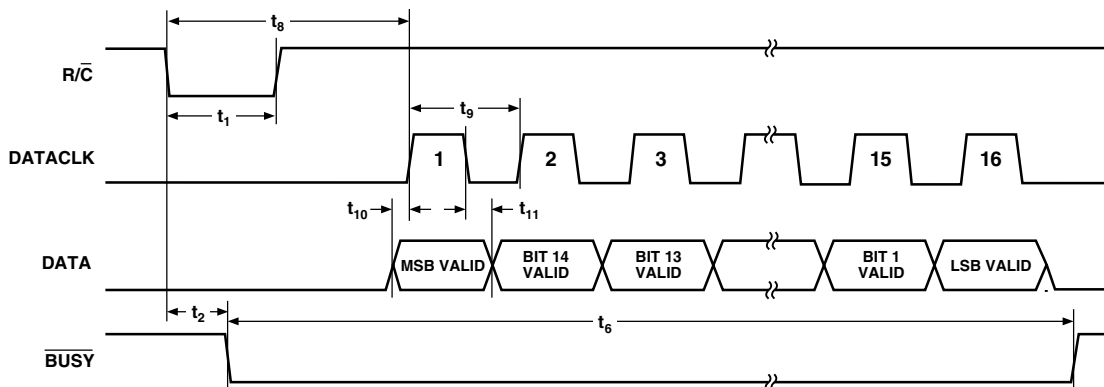 t8
R/C̅
t1
t9
DATACLK
1
2
3
15
16
t10
t11
DATA
MSB VALID
BIT 14
VALID
BIT 13
VALID
BIT 1
VALID
LSB VALID
t2
t6
B̅U̅S̅Y̅